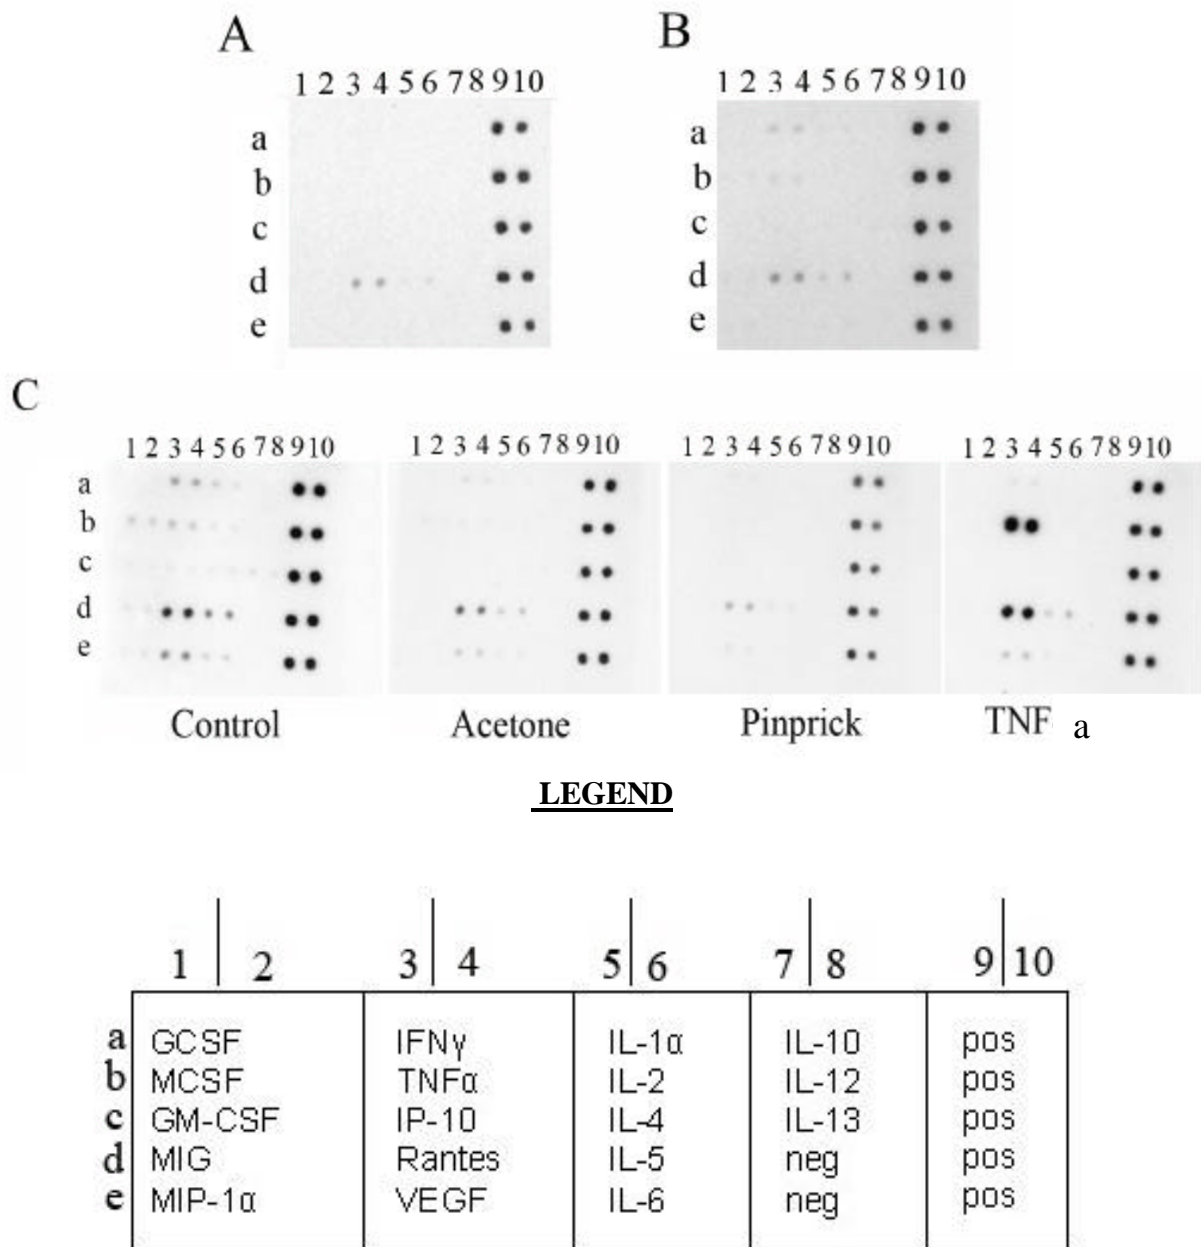 A
B
1 2 3 4 5 6 7 8 9 10
1 2 3 4 5 6 7 8 9 10
a
b
c
d
e
a
b
c
d
e
C
1 2 3 4 5 6 7 8 9 10
1 2 3 4 5 6 7 8 9 10
1 2 3 4 5 6 7 8 9 10
1 2 3 4 5 6 7 8 9 10
a
b
c
d
e
Control
Acetone
Pinprick
TNF a
LEGEND
1 2 3 4 5 6 7 8 9 10
a GCSF IFNγ IL-1α IL-10 pos
b MCSF TNFα IL-2 IL-12 pos
c GM-CSF IP-10 IL-4 IL-13 pos
d MIG Rantes IL-5 neg pos
e MIP-1α VEGF IL-6 neg pos